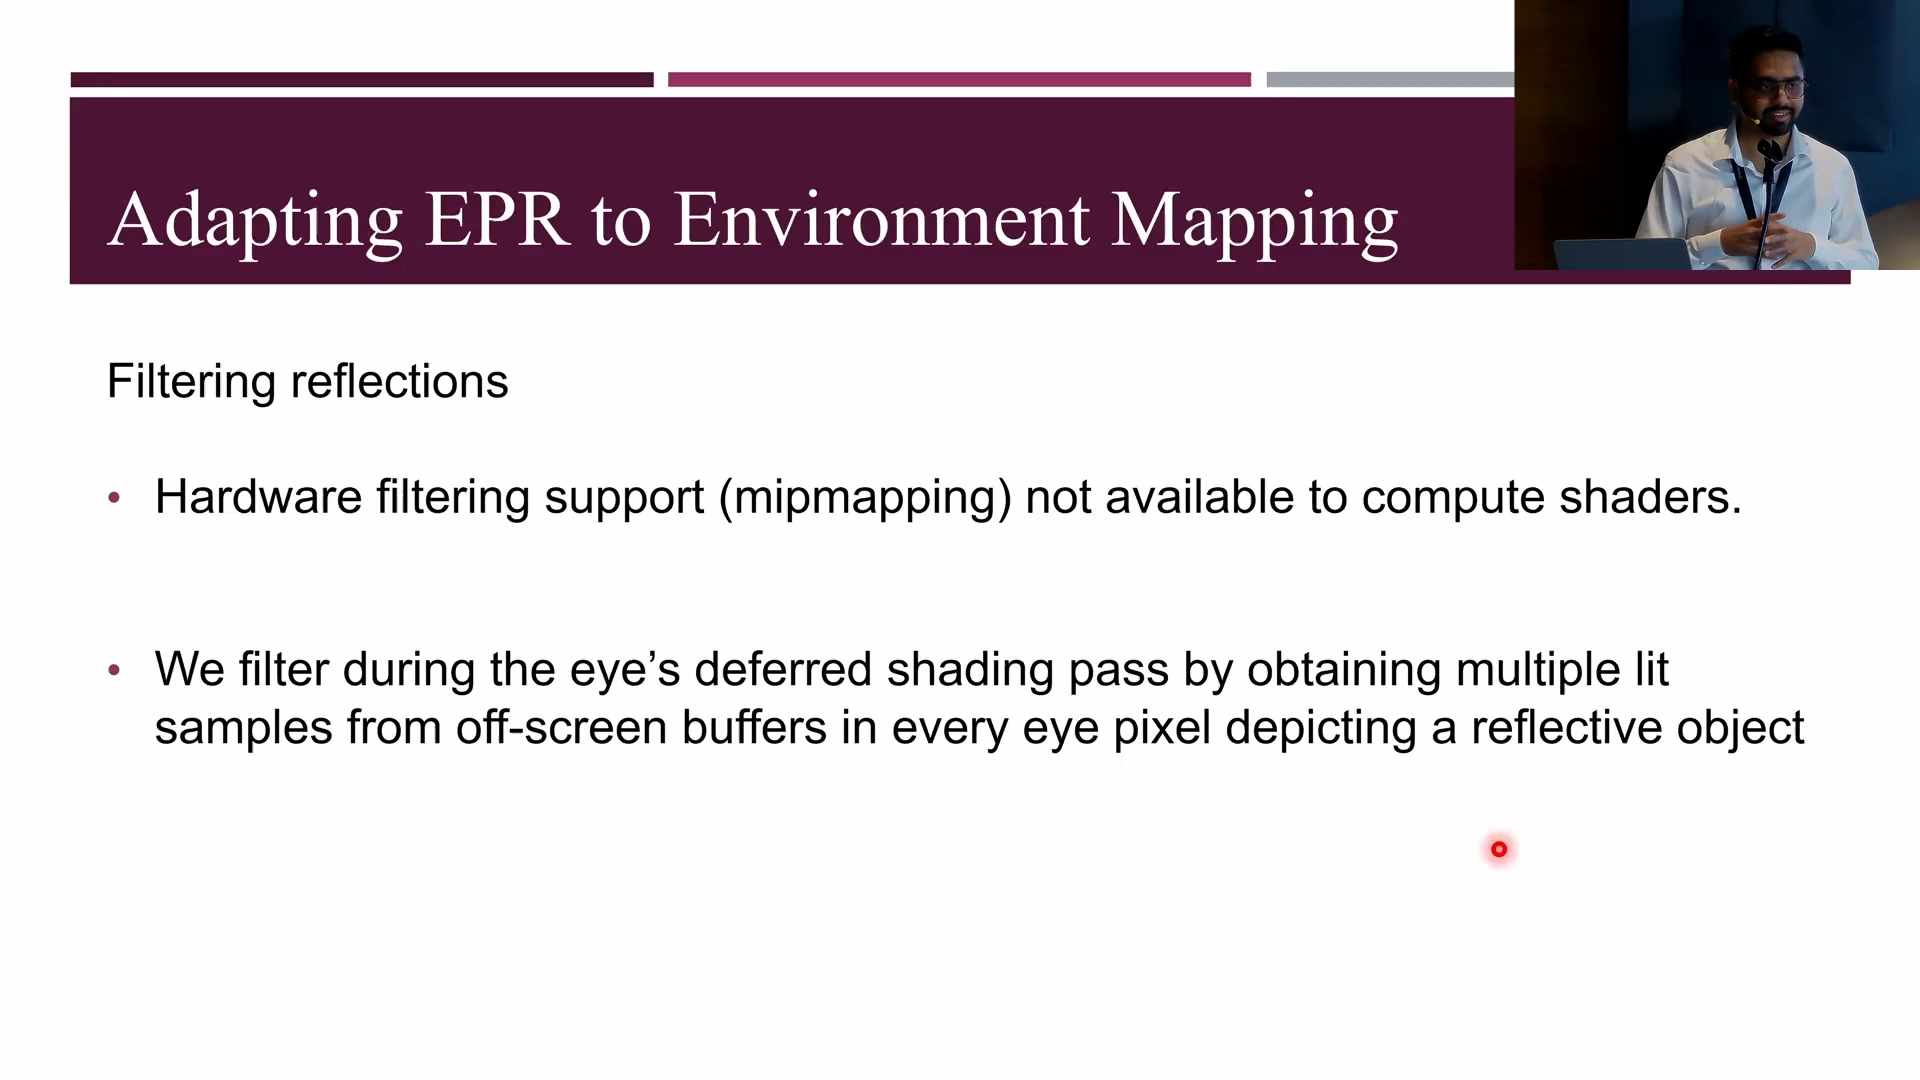 Adapting EPR to Environment Mapping
Filtering reflections
• Hardware filtering support (mipmapping) not available to compute shaders.
• We filter during the eye’s deferred shading pass by obtaining multiple lit
samples from off-screen buffers in every eye pixel depicting a reflective object